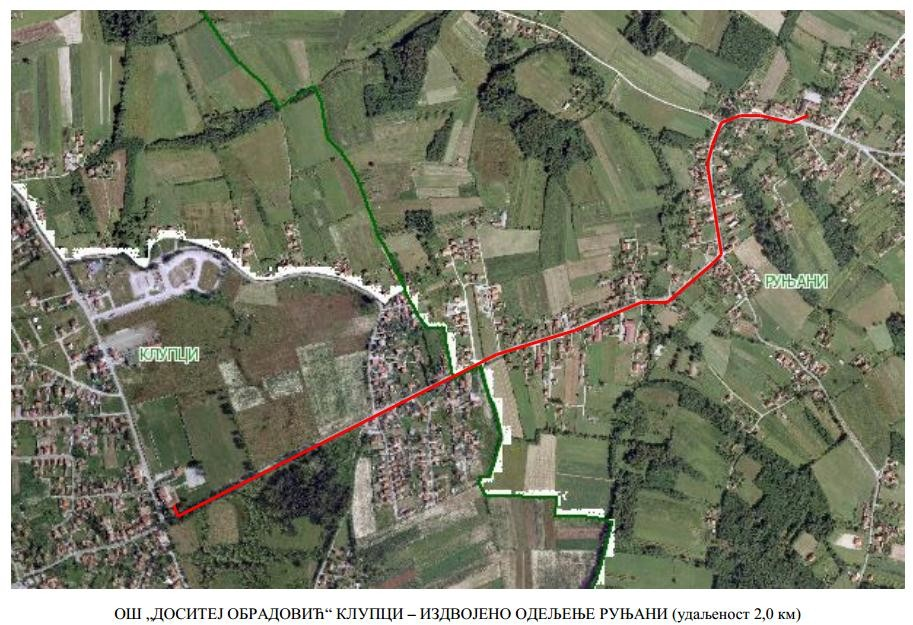 РУЊАНИ
КЛУПЦИ
ОШ „ДОСИТЕЈ ОБРАДОВИЋ“ КЛУПЦИ – ИЗДВОЈЕНО ОДЕЉЕЊЕ РУЊАНИ (удаљеност 2,0 км)